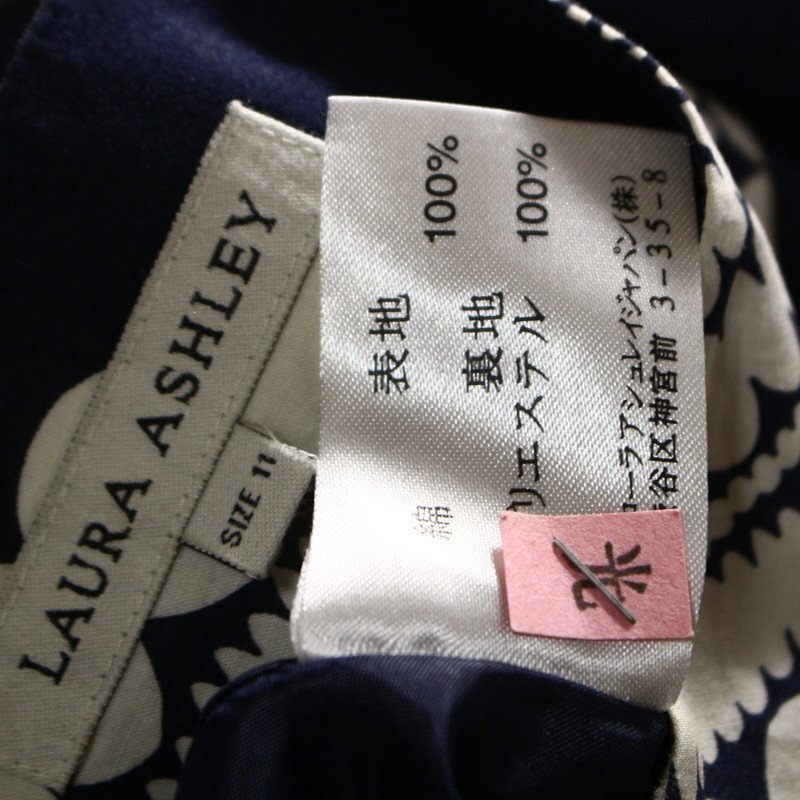 LAURA ASHLEY
SIZE 11
表地
綿 100%
裏地
リエステル 100%
ローラアシュレイジャパン(株)
谷区神宮前 3-35-8